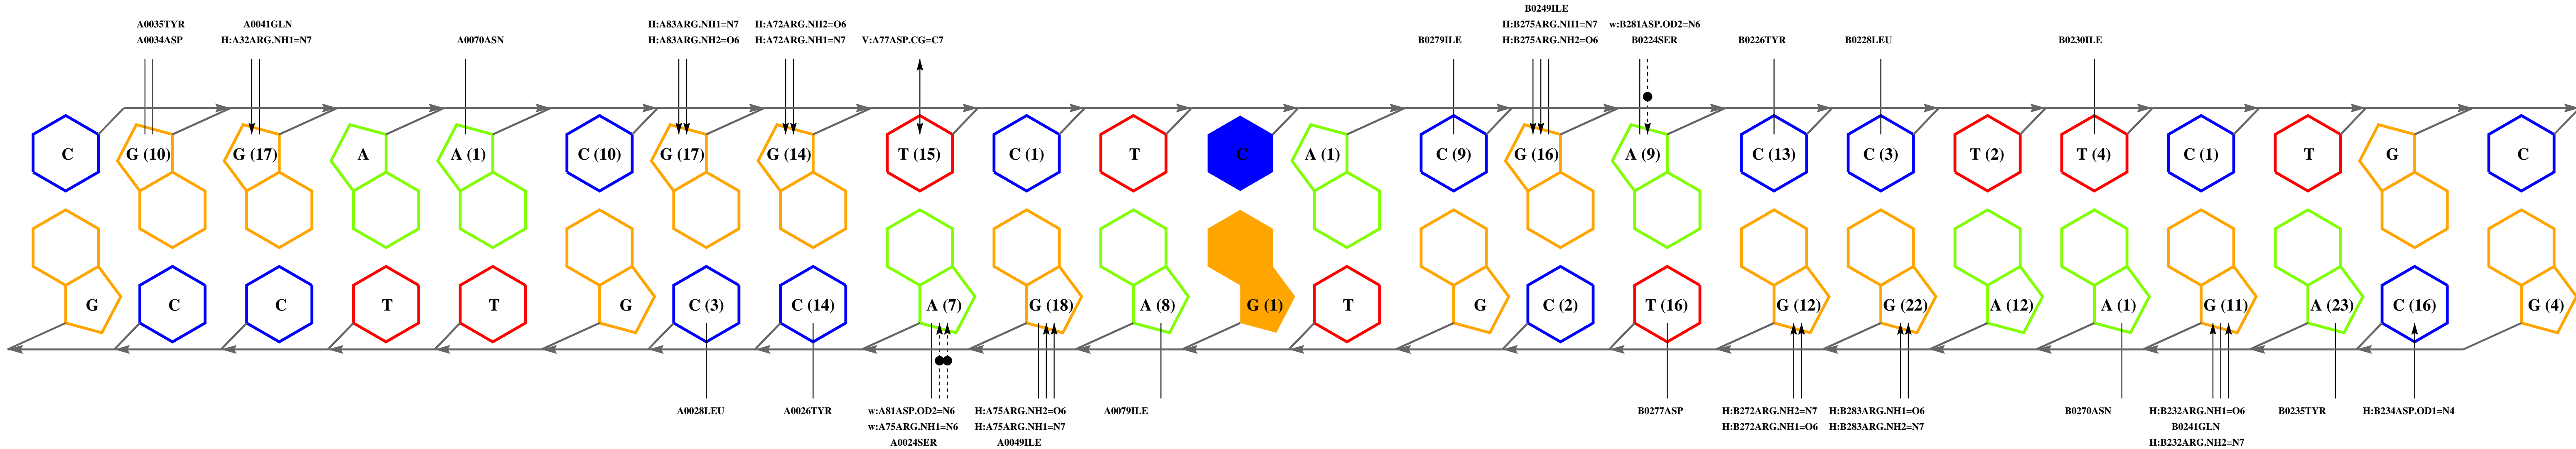 B0249ILE
A0035TYR A0041GLN H:A83ARG.NH1=N7 H:A72ARG.NH2=O6 H:B275ARG.NH1=N7 w:B281ASP.OD2=N6
A0034ASP H:A32ARG.NH1=N7 A0070ASN H:A83ARG.NH2=O6 H:A72ARG.NH1=N7 V:A77ASP.CG=C7 B0279ILE H:B275ARG.NH2=O6 B0224SER B0226TYR B0228LEU B0230ILE
C G (10) G (17) A A (1) C (10) G (17) G (14) T (15) C (1) T C A (1) C (9) G (16) A (9) C (13) C (3) T (2) T (4) C (1) T G C
G C C T T G C (3) C (14) A (7) G (18) A (8) G (1) T G C (2) T (16) G (12) G (22) A (12) A (1) G (11) A (23) C (16) G (4)
A0028LEU A0026TYR w:A81ASP.OD2=N6 H:A75ARG.NH2=O6 A0079ILE B0277ASP H:B272ARG.NH2=N7 H:B283ARG.NH1=O6 B0270ASN H:B232ARG.NH1=O6 B0235TYR H:B234ASP.OD1=N4
w:A75ARG.NH1=N6 H:A75ARG.NH1=N7 H:B272ARG.NH1=O6 H:B283ARG.NH2=N7 B0241GLN
A0024SER A0049ILE H:B232ARG.NH2=N7